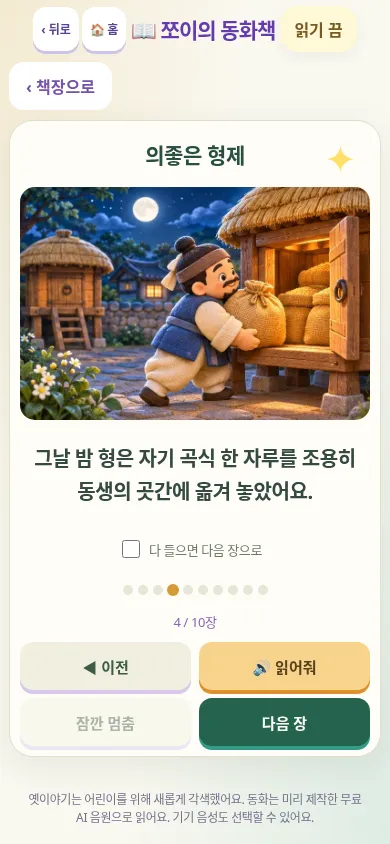 ‹ 뒤로 🏠 홈 📖 쪼이의 동화책 읽기 끔
‹ 책장으로
의좋은 형제
그날 밤 형은 자기 곡식 한 자루를 조용히
동생의 곳간에 옮겨 놓았어요.
다 들으면 다음 장으로
4 / 10장
◀ 이전 🔊 읽어줘
잠깐 멈춤 다음 장
옛이야기는 어린이를 위해 새롭게 각색했어요. 동화는 미리 제작한 무료
AI 음원으로 읽어요. 기기 음성도 선택할 수 있어요.